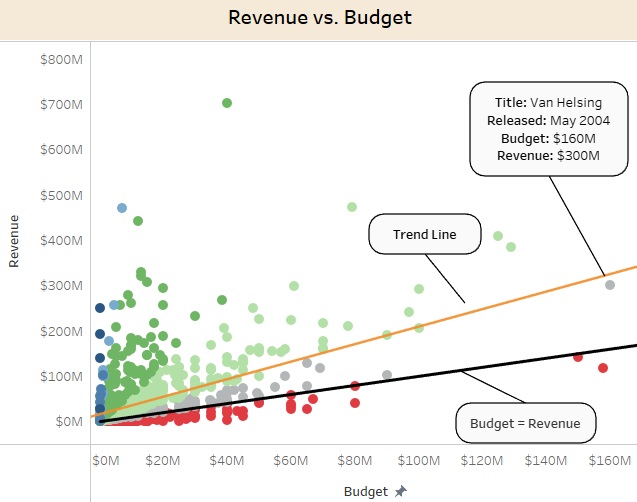 Revenue vs. Budget
$800M
$700M
$600M
$500M
$400M
$300M
$200M
$100M
$0M
Revenue
Title: Van Helsing
Released: May 2004
Budget: $160M
Revenue: $300M
Trend Line
Budget = Revenue
$0M $20M $40M $60M $80M $100M $120M $140M $160M
Budget